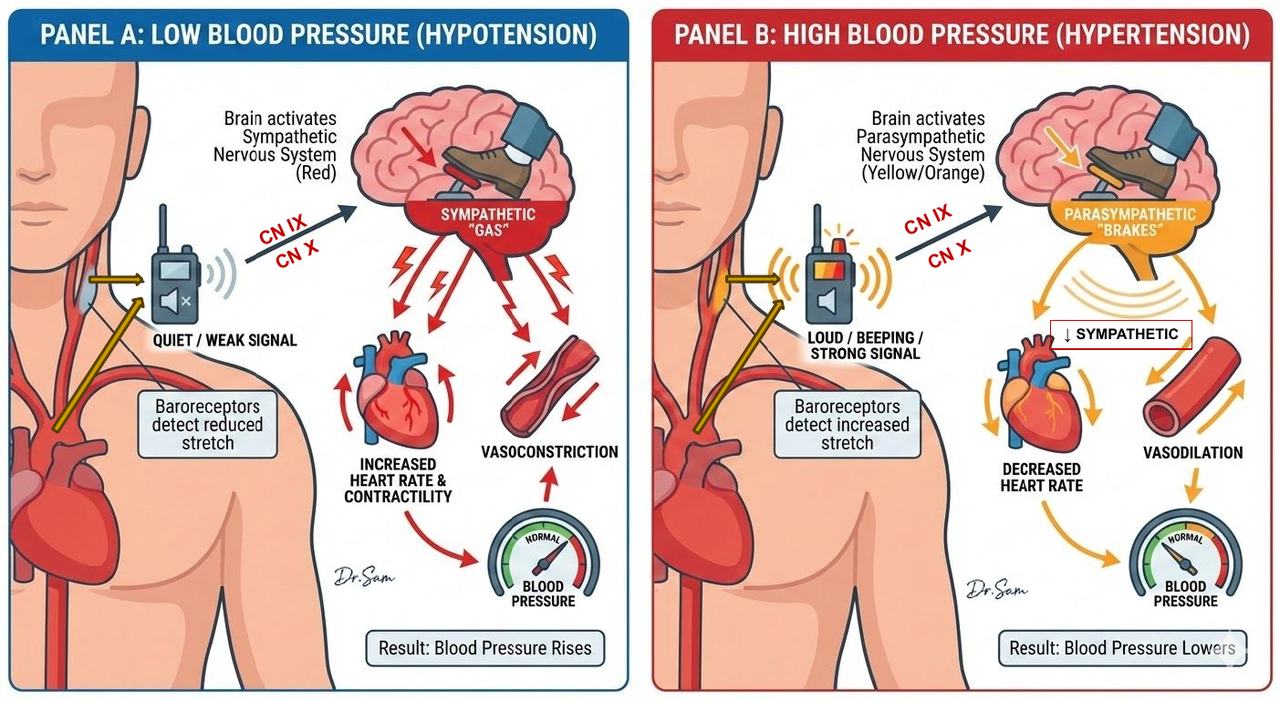 PANEL A: LOW BLOOD PRESSURE (HYPOTENSION)
Brain activates
Sympathetic
Nervous System
(Red)
CN IX
CN X
SYMPATHETIC
"GAS"
QUIET / WEAK SIGNAL
Baroreceptors
detect reduced
stretch
INCREASED
HEART RATE &
CONTRACTILITY
VASOCONSTRICTION
NORMAL
BLOOD
PRESSURE
Dr.Sam
Result: Blood Pressure Rises
PANEL B: HIGH BLOOD PRESSURE (HYPERTENSION)
Brain activates
Parasympathetic
Nervous System
(Yellow/Orange)
CN IX
CN X
PARASYMPATHETIC
"BRAKES"
LOUD / BEEPING /
STRONG SIGNAL
↓ SYMPATHETIC
Baroreceptors
detect increased
stretch
DECREASED
HEART RATE
VASODILATION
NORMAL
BLOOD
PRESSURE
Dr.Sam
Result: Blood Pressure Lowers